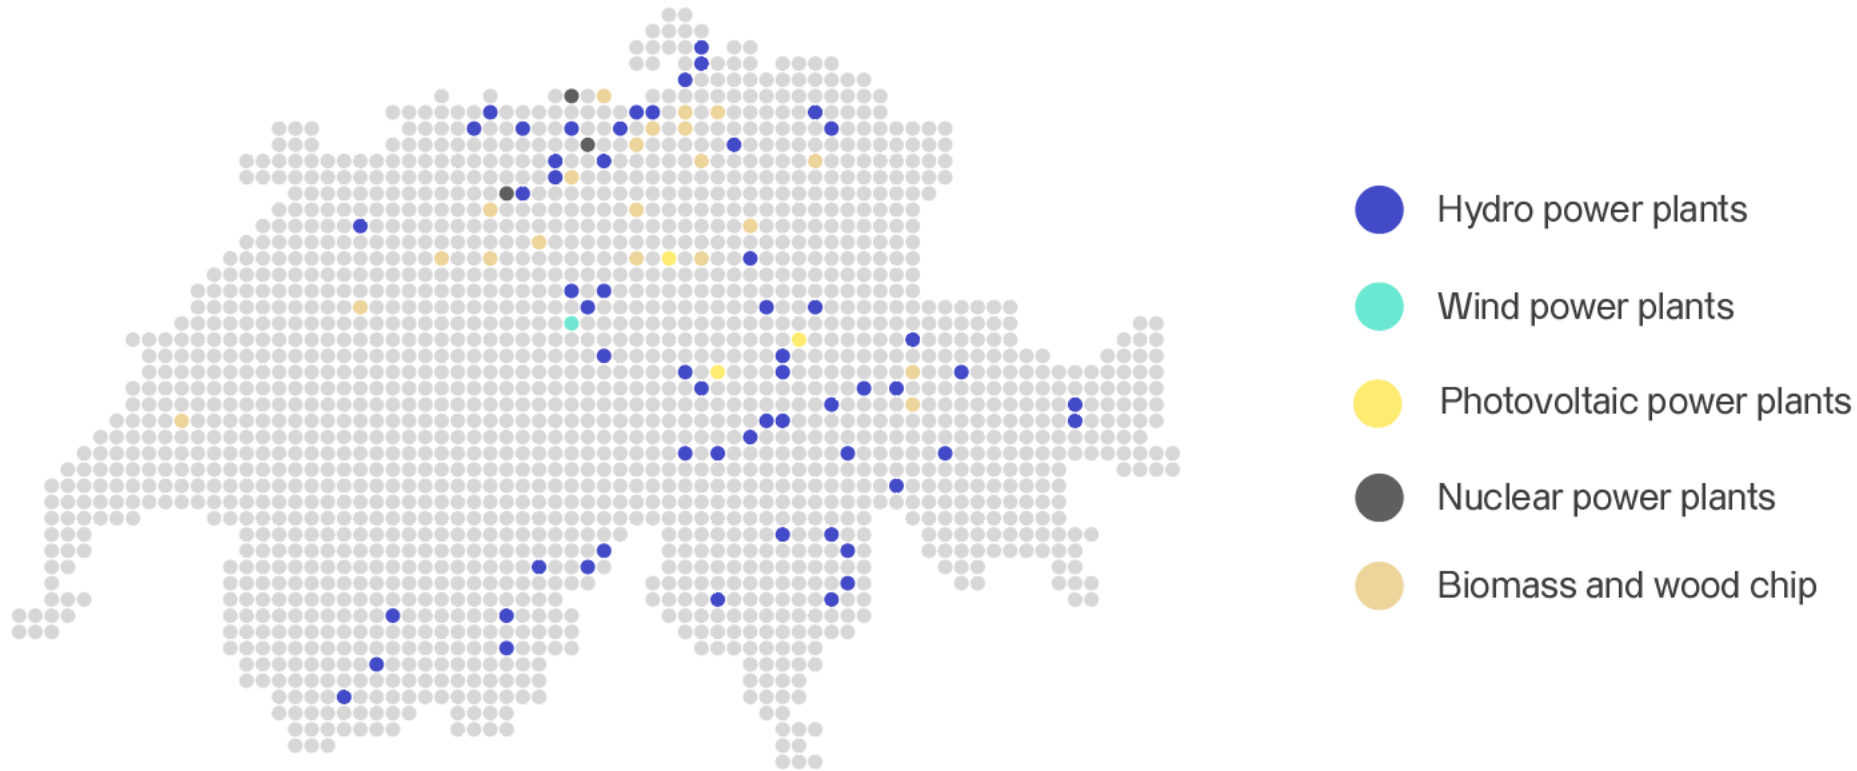 Hydro power plants
Wind power plants
Photovoltaic power plants
Nuclear power plants
Biomass and wood chip